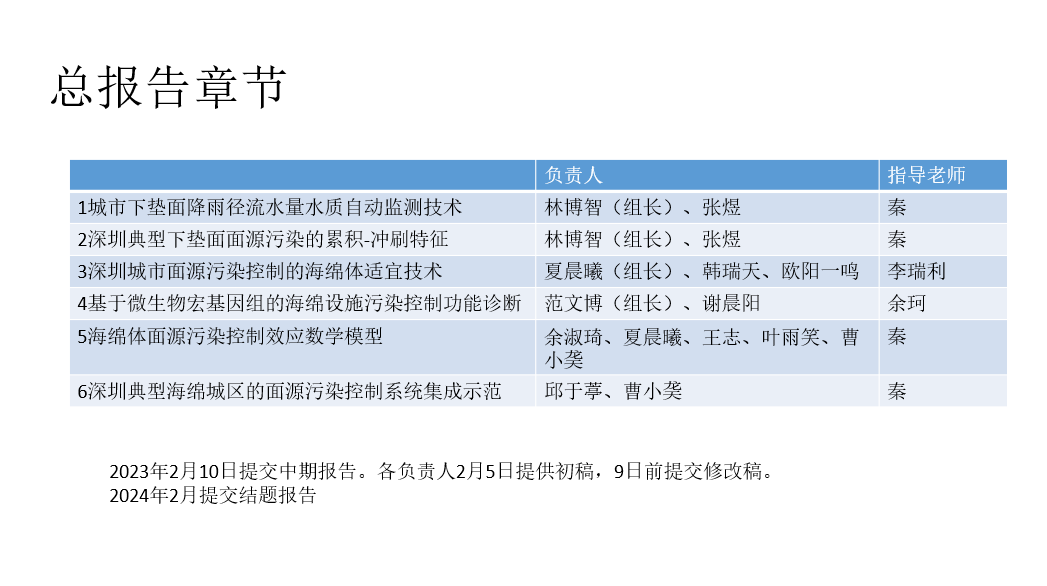 总报告章节
负责人 指导老师
1城市下垫面降雨径流水量水质自动监测技术 林博智（组长）、张煜 秦
2深圳典型下垫面面源污染的累积-冲刷特征 林博智（组长）、张煜 秦
3深圳城市面源污染控制的海绵体适宜技术 夏晨曦（组长）、韩瑞天、欧阳一鸣 李瑞利
4基于微生物宏基因组的海绵设施污染控制功能诊断 范文博（组长）、谢晨阳 余珂
5海绵体面源污染控制效应数学模型 余淑琦、夏晨曦、王志、叶雨笑、曹 秦
小䶮
6深圳典型海绵城区的面源污染控制系统集成示范 邱于葶、曹小䶮 秦
2023年2月10日提交中期报告。各负责人2月5日提供初稿，9日前提交修改稿。
2024年2月提交结题报告